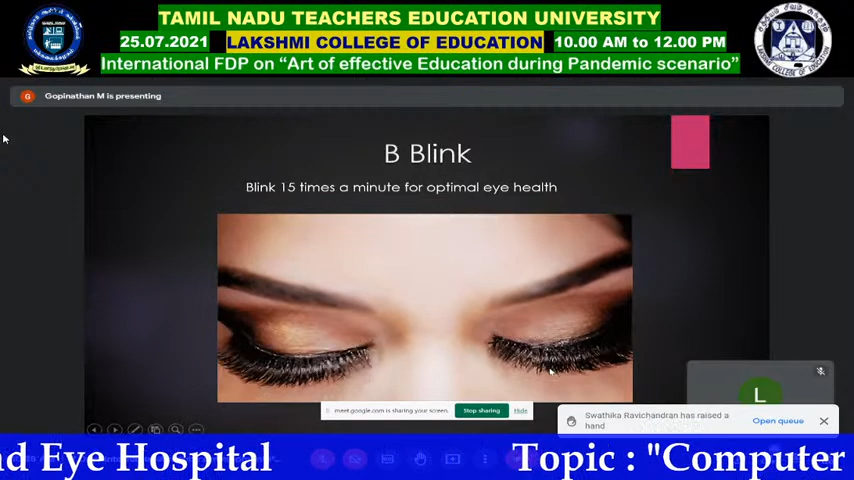 TAMIL NADU TEACHERS EDUCATION UNIVERSITY
25.07.2021 LAKSHMI COLLEGE OF EDUCATION 10.00 AM to 12.00 PM
International FDP on “Art of effective Education during Pandemic scenario”
G Gopinathan M is presenting
B Blink
Blink 15 times a minute for optimal eye health
L
meet.google.com is sharing your screen. Stop sharing Hide
Swathika Ravichandran has raised a
hand
Open queue
nd Eye Hospital Topic : "Computer